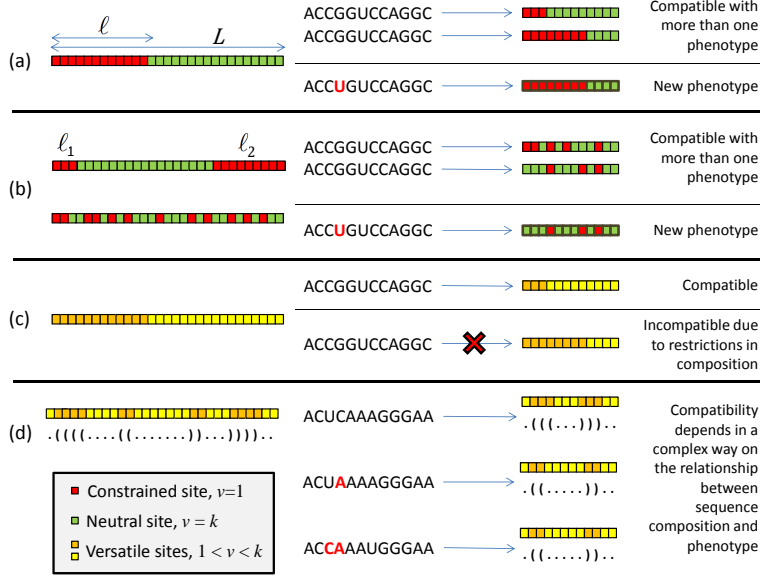 (a)
ℓ
L
ACCGGUCCAGGC
ACCGGUCCAGGC
Compatible with
more than one
phenotype
ACCUGUCCAGGC
New phenotype
(b)
ℓ1
ℓ2
ACCGGUCCAGGC
ACCGGUCCAGGC
Compatible with
more than one
phenotype
ACCUGUCCAGGC
New phenotype
(c)
ACCGGUCCAGGC
Compatible
ACCGGUCCAGGC
Incompatible due
to restrictions in
composition
(d)
.((((....((.......))...))))..
ACUCAAAGGGAA
.(((...)))..
ACUAAAAGGGAA
.((.....))..
ACCAAAUGGGAA
.((.....))..
Compatibility
depends in a
complex way on
the relationship
between
sequence
composition and
phenotype
Constrained site, v=1
Neutral site, v = k
Versatile sites, 1 < v < k